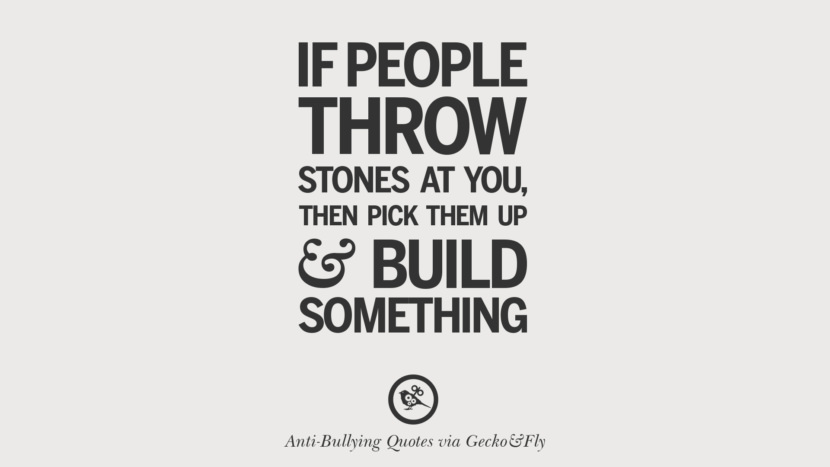 IF PEOPLE
THROW
STONES AT YOU,
THEN PICK THEM UP
& BUILD
SOMETHING
Anti-Bullying Quotes via Gecko&Fly